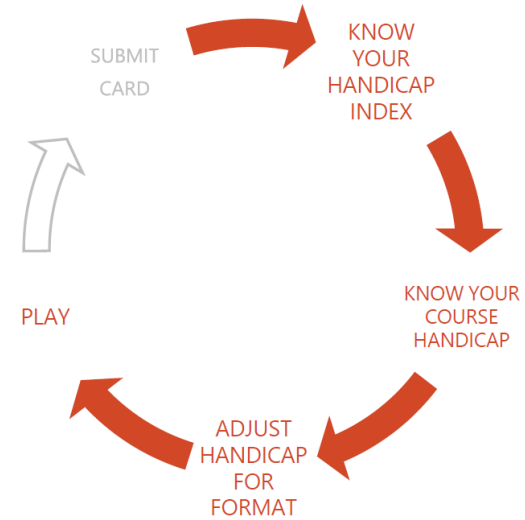 SUBMIT
CARD
KNOW
YOUR
HANDICAP
INDEX
KNOW YOUR
COURSE
HANDICAP
ADJUST
HANDICAP
FOR
FORMAT
PLAY